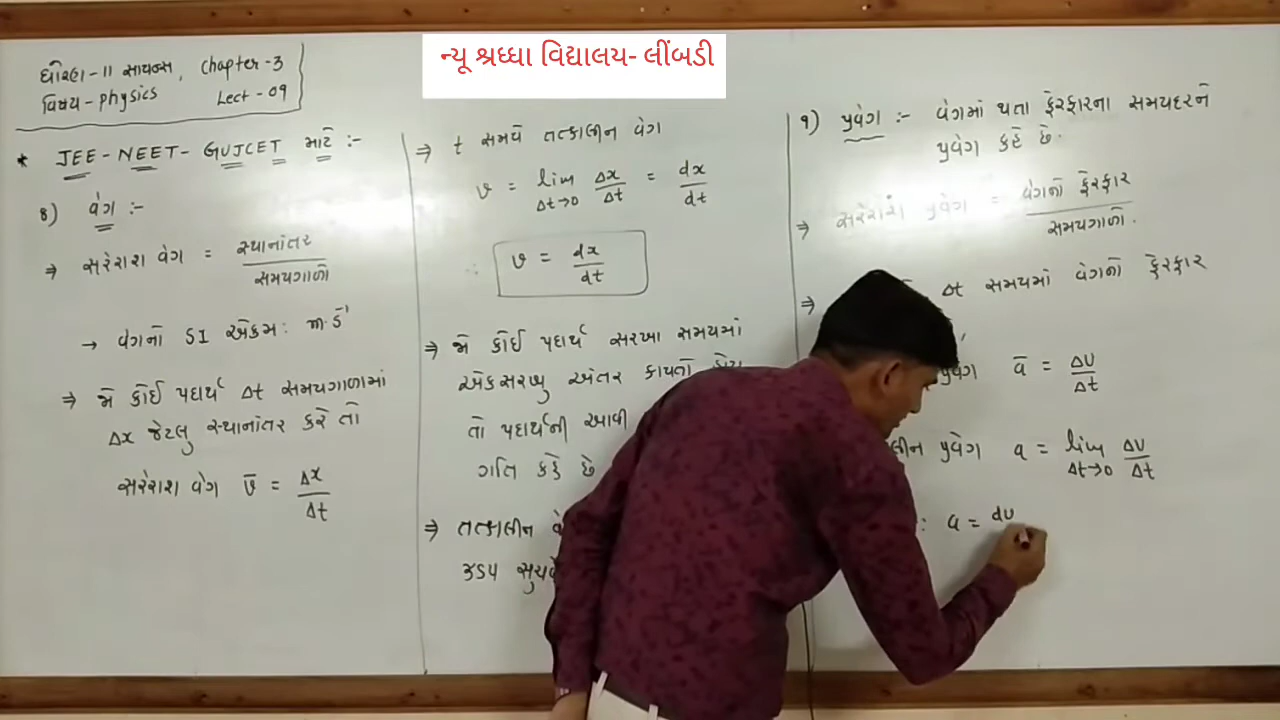 ન્યૂ શ્રધ્ધા વિદ્યાલય- લીંબડી
ધોરણ-11 સાયન્સ, chapter-3
વિષય - physics Lect - 09
* JEE-NEET-GUJCET માટે :-
8) વેગ :-
⇒ સરેરાશ વેગ = સ્થાનાંતર / સમયગાળો
→ વેગનો SI એકમ: m.s⁻¹
⇒ જો કોઈ પદાર્થ Δt સમયગાળામાં
Δx જેટલુ સ્થાનાંતર કરે તો
સરેરાશ વેગ v̄ = Δx / Δt
⇒ t સમયે તત્કાલીન વેગ
v = lim Δt→0 Δx/Δt = dx/dt
∴ v = dx/dt
⇒ જો કોઈ પદાર્થ સરખા સમયમાં
એકસરખુ અંતર કાપતો હોય
તો પદાર્થની આવી
ગતિ કહે છે
⇒ તત્કાલીન
ઝડપ
9) પ્રવેગ :- વેગમાં થતા ફેરફારના સમયદરને
પ્રવેગ કહે છે.
⇒ સરેરાશ પ્રવેગ = વેગનો ફેરફાર / સમયગાળો.
⇒ Δt સમયમાં વેગનો ફેરફાર
પ્રવેગ ā = Δv/Δt
પ્રવેગ a = lim Δt→0 Δv/Δt
: a = dv